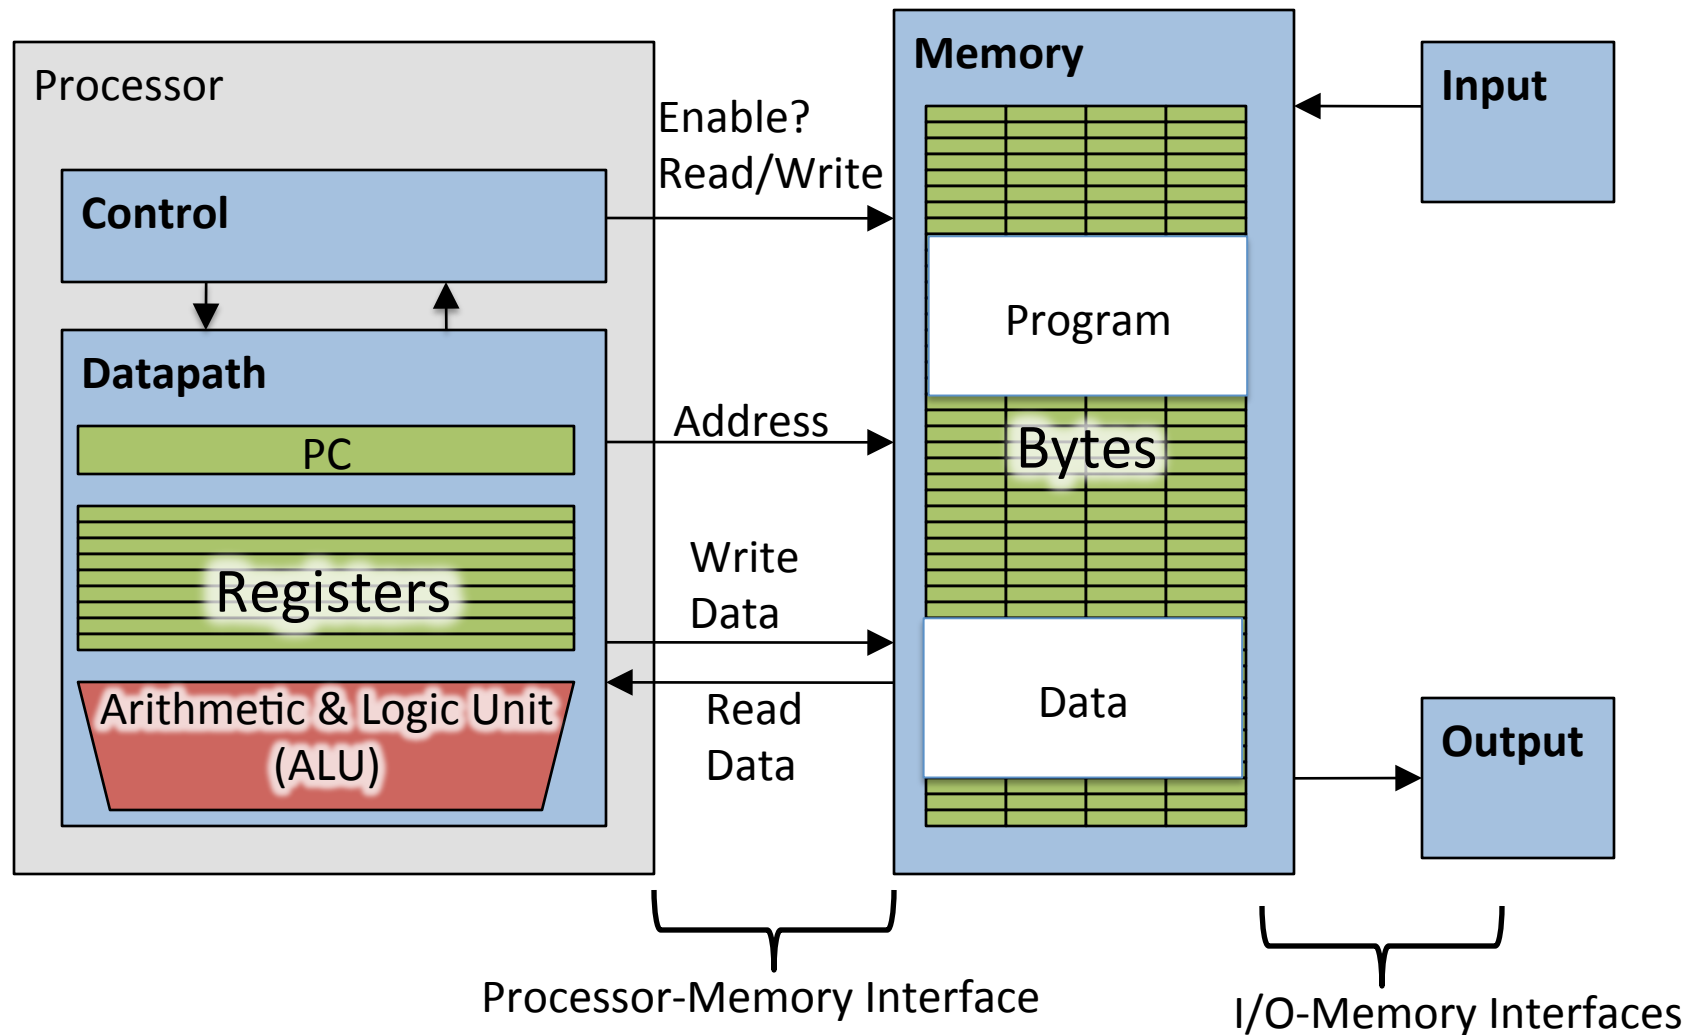 Processor
Control
Datapath
PC
Registers
Arithmetic & Logic Unit
(ALU)
Enable?
Read/Write
Address
Write
Data
Read
Data
Memory
Program
Bytes
Data
Input
Output
Processor-Memory Interface
I/O-Memory Interfaces